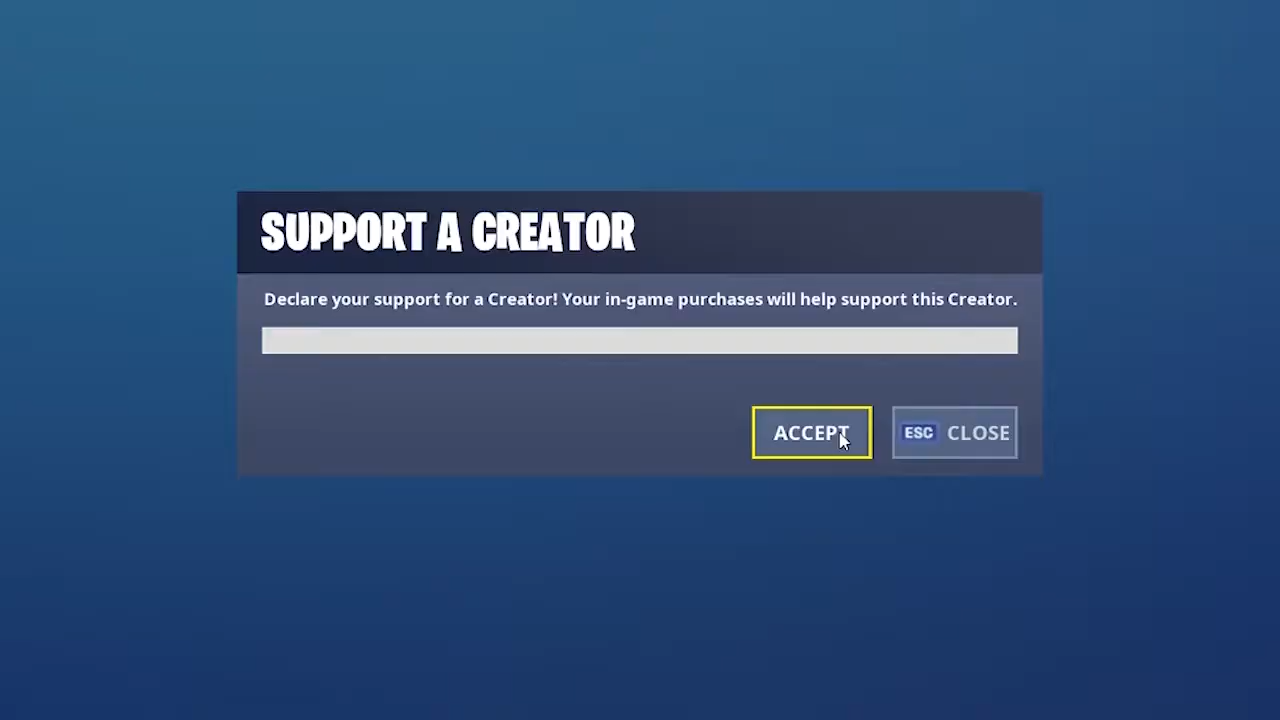 SUPPORT A CREATOR
Declare your support for a Creator! Your in-game purchases will help support this Creator.
ACCEPT
ESC CLOSE